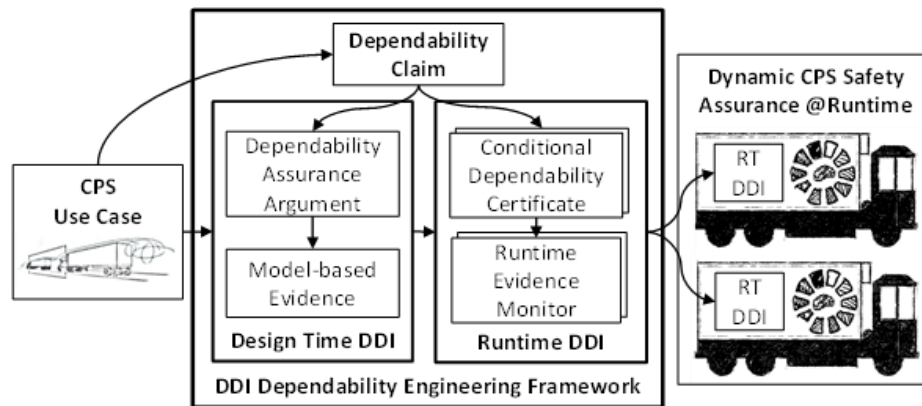 Dependability
Claim
CPS
Use Case
Dependability
Assurance
Argument
Model-based
Evidence
Design Time DDI
Conditional
Dependability
Certificate
Runtime
Evidence
Monitor
Runtime DDI
DDI Dependability Engineering Framework
Dynamic CPS Safety
Assurance @Runtime
RT
DDI
RT
DDI